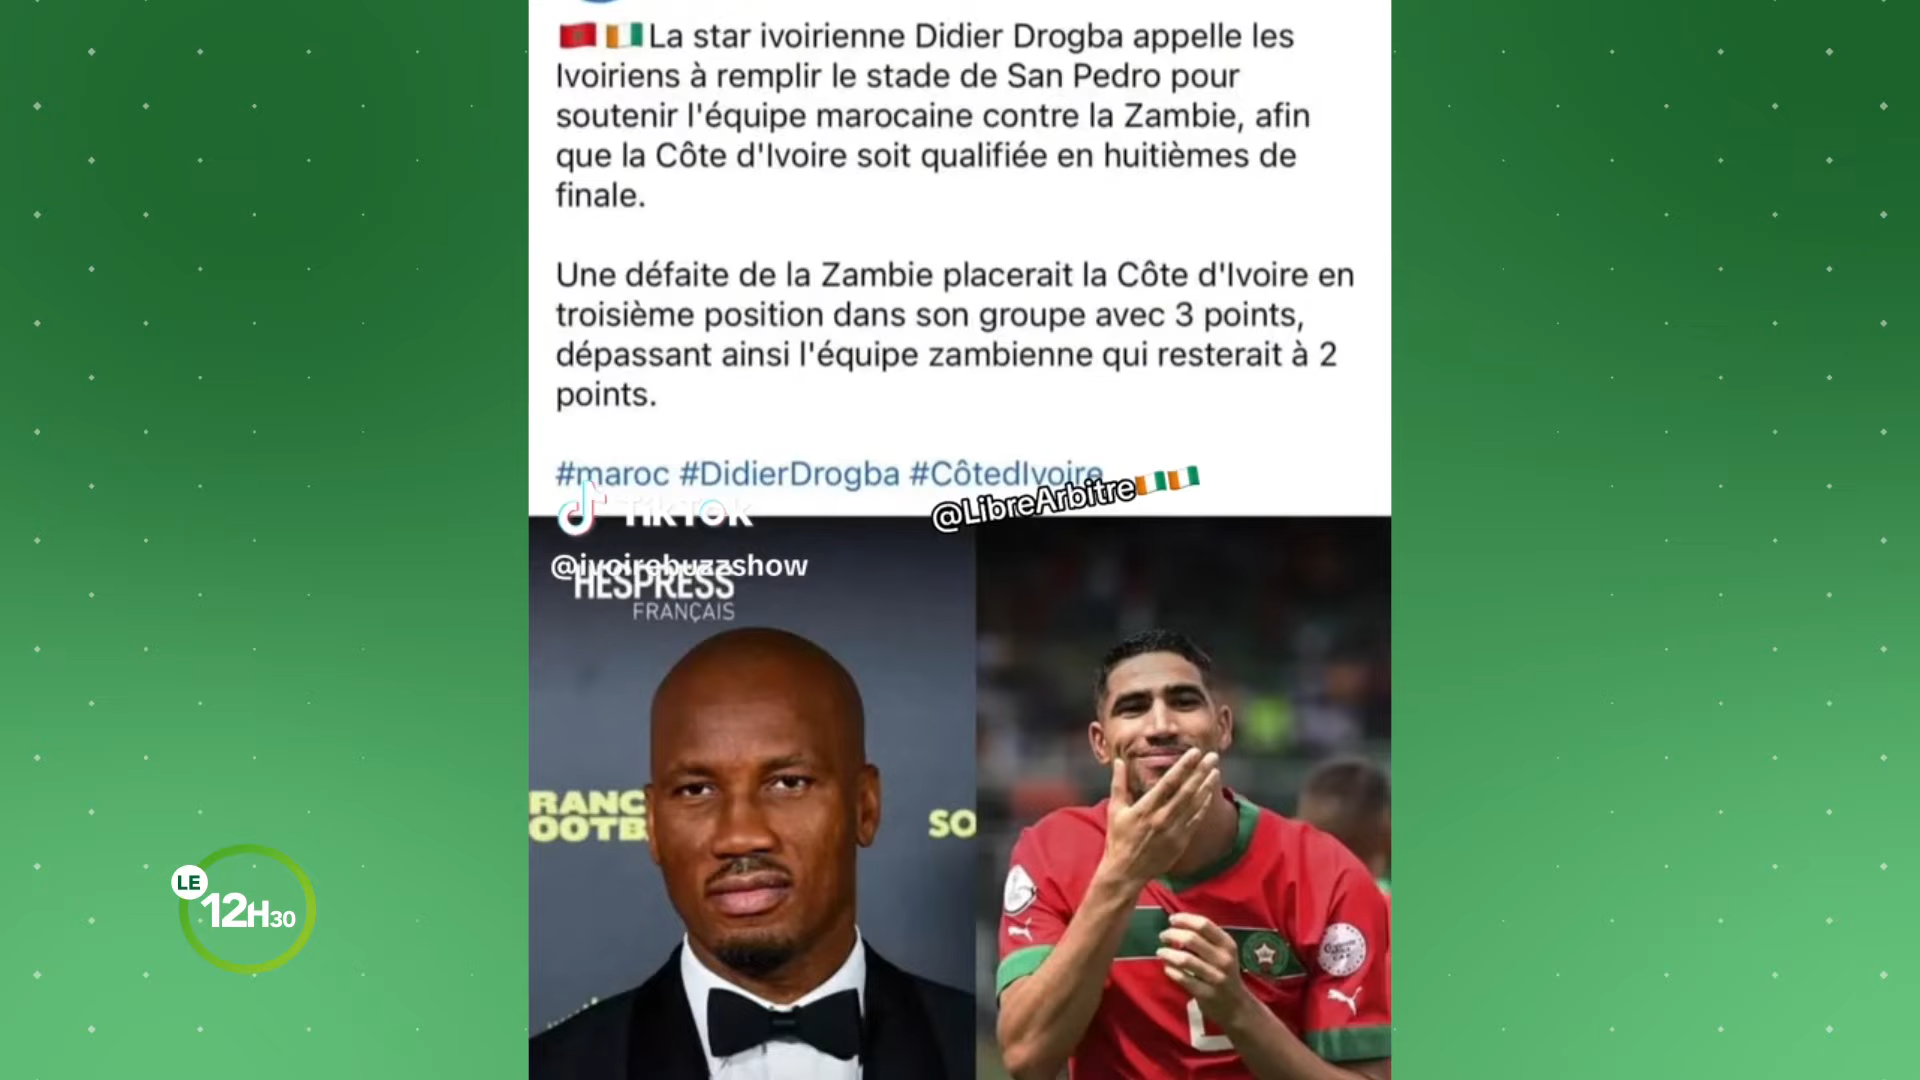 La star ivoirienne Didier Drogba appelle les
Ivoiriens à remplir le stade de San Pedro pour
soutenir l'équipe marocaine contre la Zambie, afin
que la Côte d'Ivoire soit qualifiée en huitièmes de
finale.
Une défaite de la Zambie placerait la Côte d'Ivoire en
troisième position dans son groupe avec 3 points,
dépassant ainsi l'équipe zambienne qui resterait à 2
points.
#maroc #DidierDrogba #CôtedIvoire
@LibreArbitre
TikTok
@ivoirebuzzshow
HESPRESS
FRANÇAIS
RANC
OOTB
SO
LE
12H30